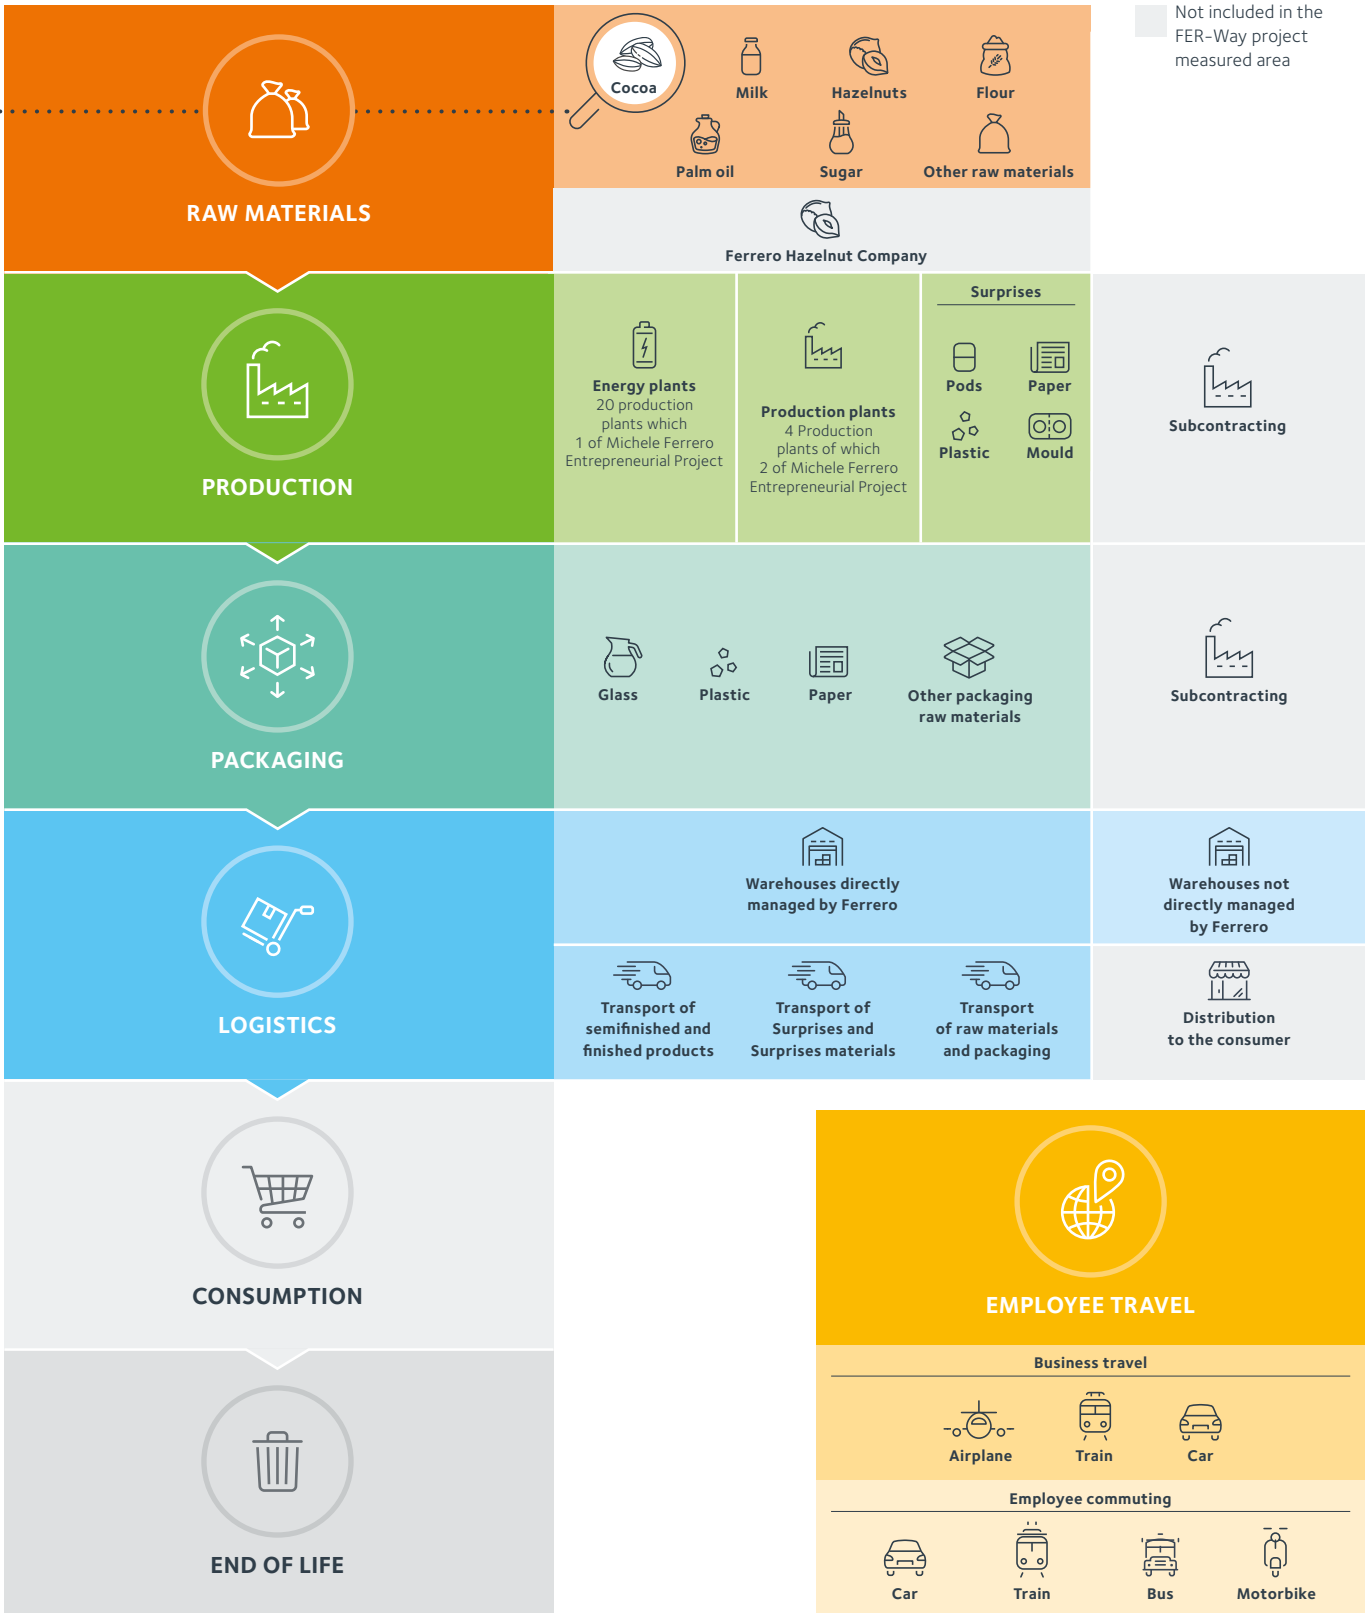 Not included in the
FER-Way project
measured area
Cocoa
Milk
Hazelnuts
Flour
Palm oil
Sugar
Other raw materials
RAW MATERIALS
Ferrero Hazelnut Company
PRODUCTION
Energy plants
20 production
plants which
1 of Michele Ferrero
Entrepreneurial Project
Production plants
4 Production
plants of which
2 of Michele Ferrero
Entrepreneurial Project
Surprises
Pods
Paper
Plastic
Mould
Subcontracting
PACKAGING
Glass
Plastic
Paper
Other packaging
raw materials
Subcontracting
LOGISTICS
Warehouses directly
managed by Ferrero
Warehouses not
directly managed
by Ferrero
Transport of
semifinished and
finished products
Transport of
Surprises and
Surprises materials
Transport
of raw materials
and packaging
Distribution
to the consumer
CONSUMPTION
END OF LIFE
EMPLOYEE TRAVEL
Business travel
Airplane
Train
Car
Employee commuting
Car
Train
Bus
Motorbike